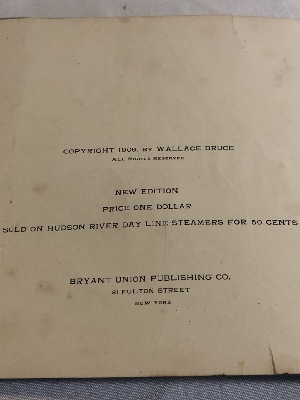 COPYRIGHT 1906, BY WALLACE BRUCE
ALL RIGHTS RESERVED
NEW EDITION
PRICE ONE DOLLAR
SOLD ON HUDSON RIVER DAY LINE STEAMERS FOR 50 CENTS
BRYANT UNION PUBLISHING CO.
FULTON STREET
NEW YORK